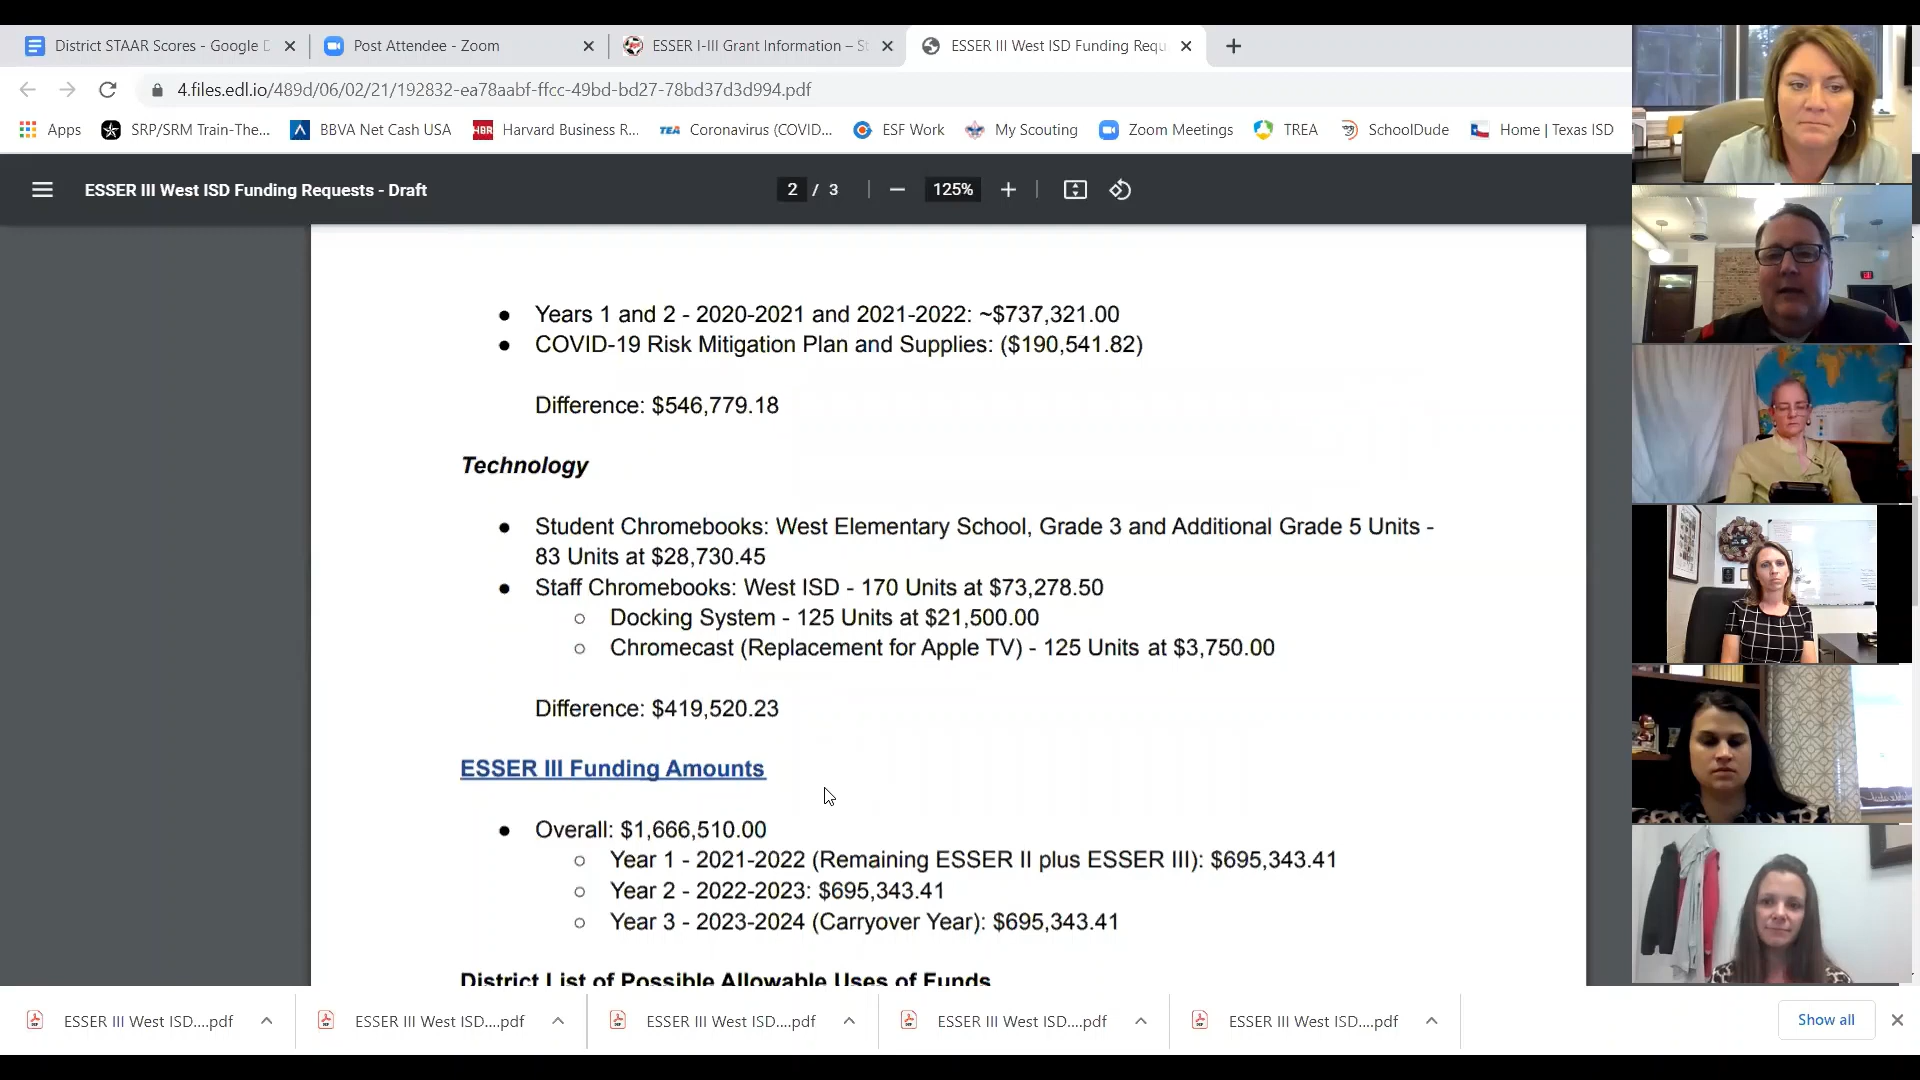 District STAAR Scores - Google D
Post Attendee - Zoom
ESSER I-III Grant Information – St
ESSER III West ISD Funding Requ
4.files.edl.io/489d/06/02/21/192832-ea78aabf-ffcc-49bd-bd27-78bd37d3d994.pdf
Apps
SRP/SRM Train-The...
BBVA Net Cash USA
HBR
Harvard Business R...
TEA
Coronavirus (COVID...
ESF Work
My Scouting
Zoom Meetings
TREA
SchoolDude
Home | Texas ISD
ESSER III West ISD Funding Requests - Draft
2 / 3
125%
● Years 1 and 2 - 2020-2021 and 2021-2022: ~$737,321.00
● COVID-19 Risk Mitigation Plan and Supplies: ($190,541.82)
Difference: $546,779.18
Technology
● Student Chromebooks: West Elementary School, Grade 3 and Additional Grade 5 Units -
83 Units at $28,730.45
● Staff Chromebooks: West ISD - 170 Units at $73,278.50
○ Docking System - 125 Units at $21,500.00
○ Chromecast (Replacement for Apple TV) - 125 Units at $3,750.00
Difference: $419,520.23
ESSER III Funding Amounts
● Overall: $1,666,510.00
○ Year 1 - 2021-2022 (Remaining ESSER II plus ESSER III): $695,343.41
○ Year 2 - 2022-2023: $695,343.41
○ Year 3 - 2023-2024 (Carryover Year): $695,343.41
District List of Possible Allowable Uses of Funds
ESSER III West ISD....pdf
ESSER III West ISD....pdf
ESSER III West ISD....pdf
ESSER III West ISD....pdf
ESSER III West ISD....pdf
Show all